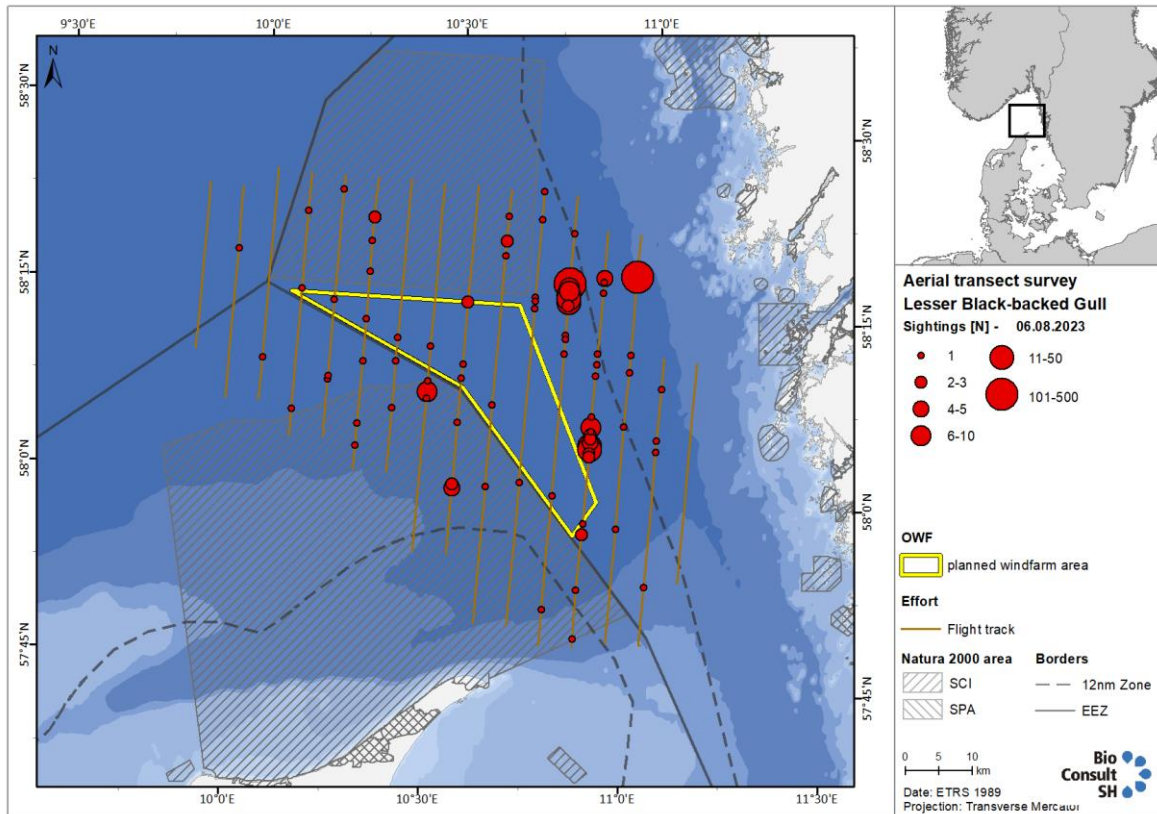 9°30'E
10°0'E
10°30'E
11°0'E
N
58°30'N
58°15'N
58°0'N
57°45'N
58°30'N
58°15'N
58°0'N
57°45'N
10°0'E
10°30'E
11°0'E
11°30'E
Aerial transect survey
Lesser Black-backed Gull
Sightings [N] - 06.08.2023
1
11-50
2-3
101-500
4-5
6-10
OWF
planned windfarm area
Effort
Flight track
Natura 2000 area
Borders
SCI
12nm Zone
SPA
EEZ
0 5 10
km
Date: ETRS 1989
Projection: Transverse Mercator
Bio
Consult
SH